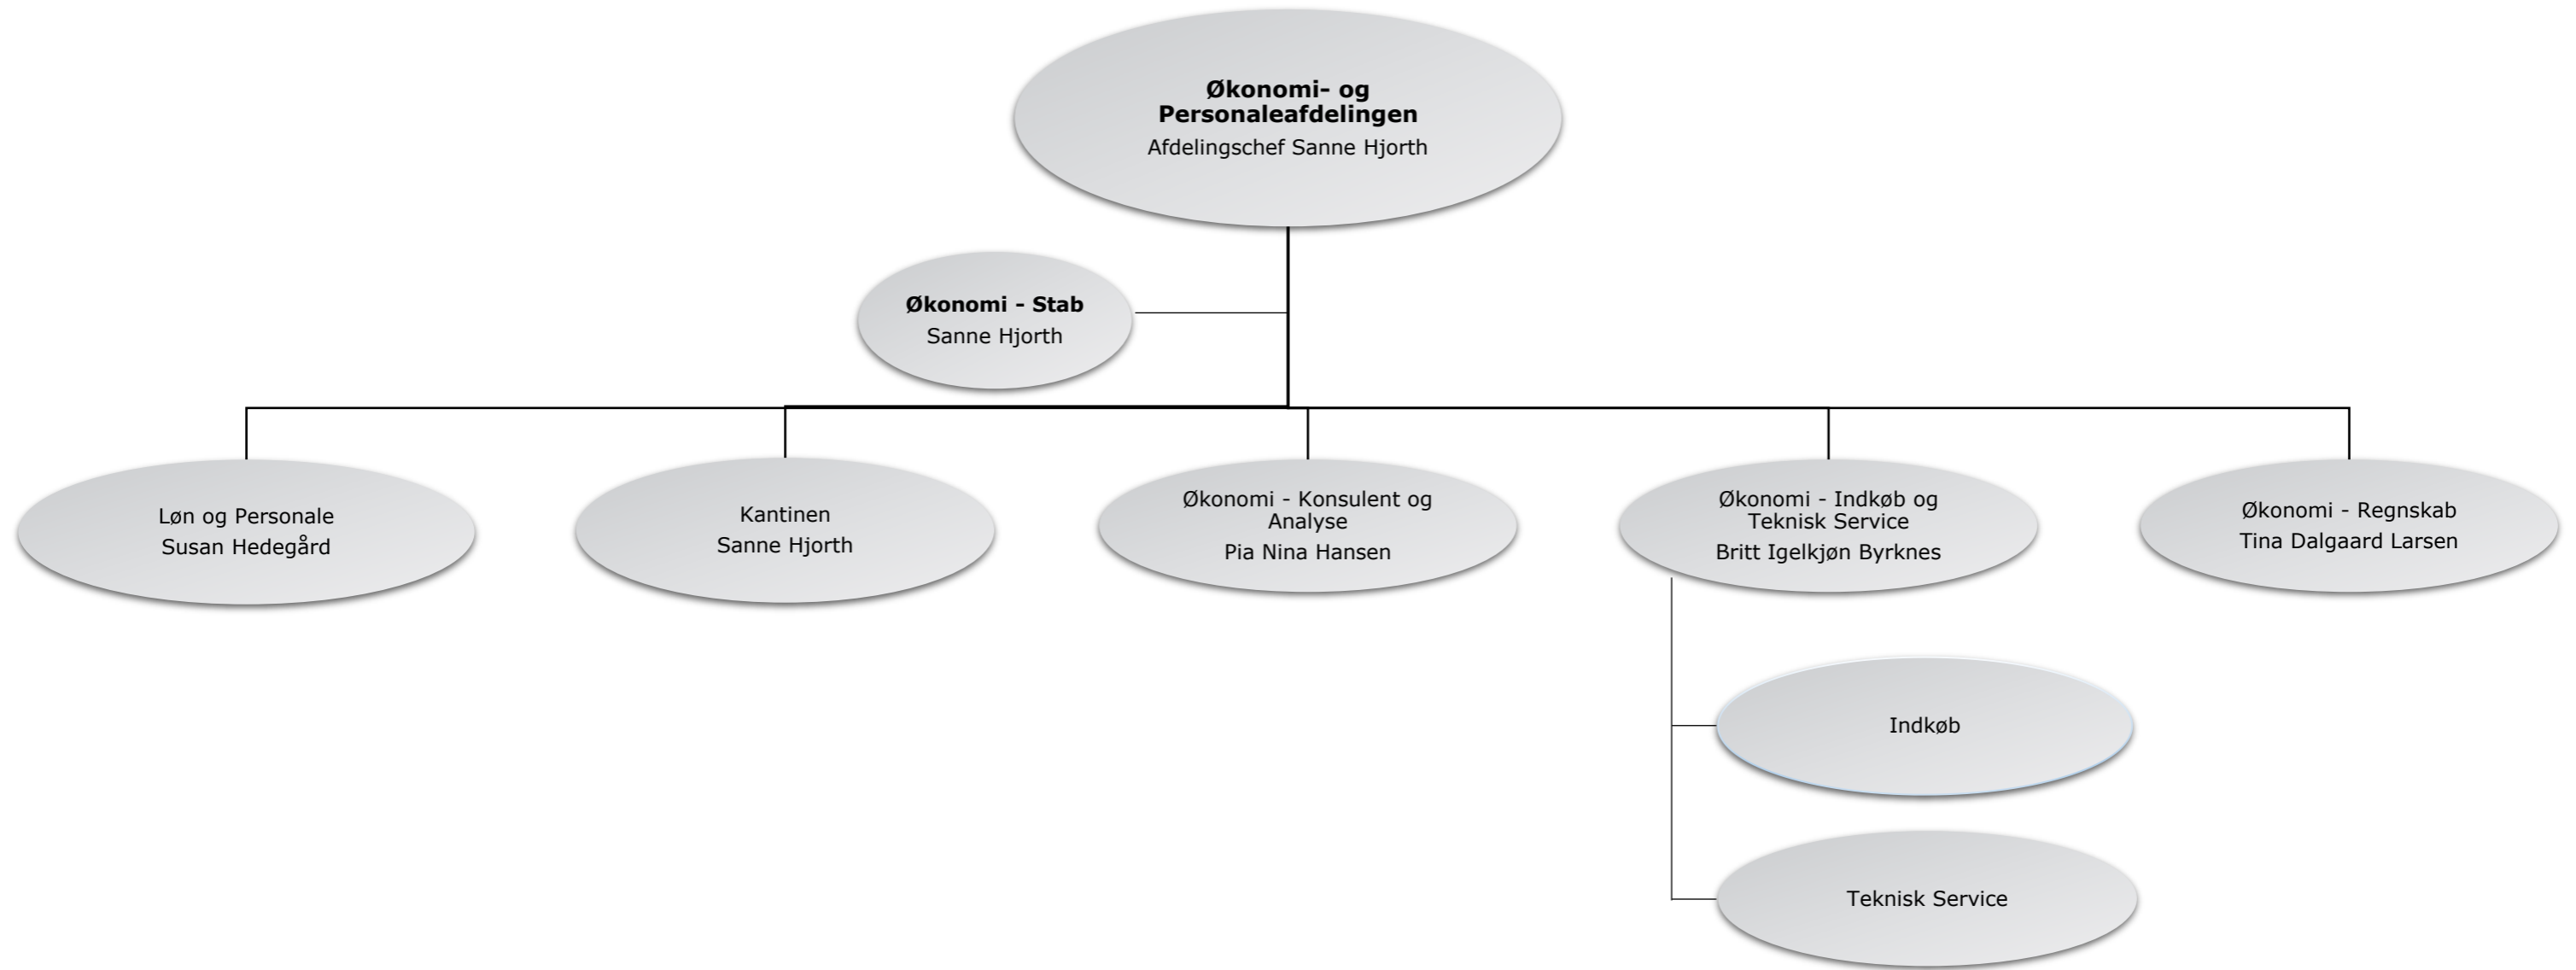 Økonomi- og
Personaleafdelingen
Afdelingschef Sanne Hjorth
Økonomi - Stab
Sanne Hjorth
Løn og Personale
Susan Hedegård
Kantinen
Sanne Hjorth
Økonomi - Konsulent og
Analyse
Pia Nina Hansen
Økonomi - Indkøb og
Teknisk Service
Britt Igelkjøn Byrknes
Økonomi - Regnskab
Tina Dalgaard Larsen
Indkøb
Teknisk Service